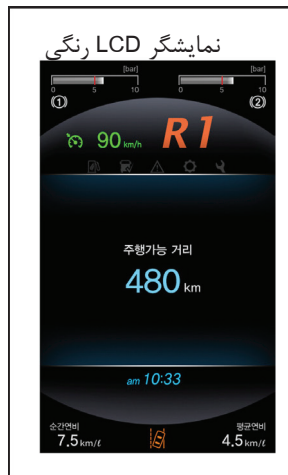 نمایشگر LCD رنگی
[bar] [bar]
0 5 10 0 5 10
(1) (2)
90 km/h R1
주행가능 거리
480 km
am 10:33
순간연비 평균연비
7.5 km/ℓ 4.5 km/ℓ